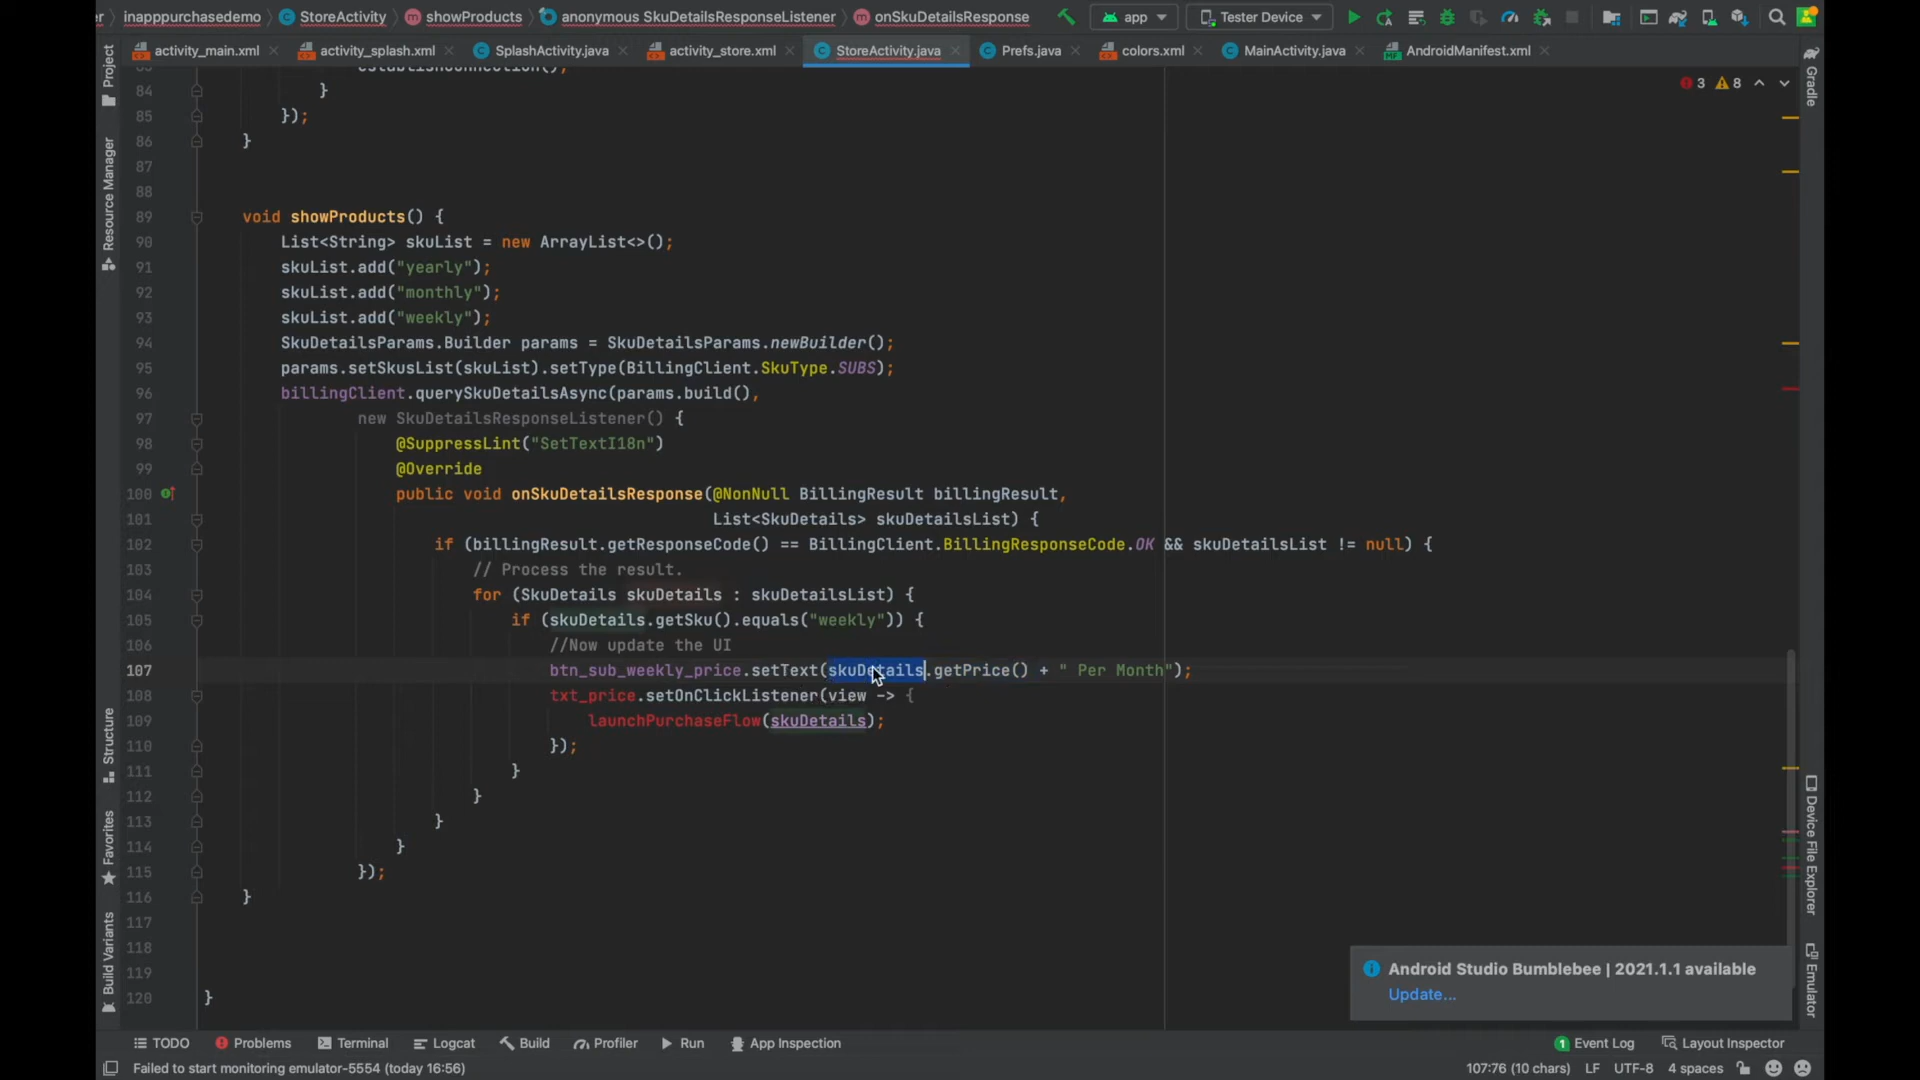 er inapppurchasedemo StoreActivity showProducts anonymous SkuDetailsResponseListener onSkuDetailsResponse app Tester Device
activity_main.xml activity_splash.xml SplashActivity.java activity_store.xml StoreActivity.java Prefs.java colors.xml MainActivity.java AndroidManifest.xml
Project
Resource Manager
Structure
Favorites
Build Variants
Gradle
Device File Explorer
Emulator
3 8
establishConnection();
84 }
85 });
86 }
87
88
89 void showProducts() {
90 List<String> skuList = new ArrayList<>();
91 skuList.add("yearly");
92 skuList.add("monthly");
93 skuList.add("weekly");
94 SkuDetailsParams.Builder params = SkuDetailsParams.newBuilder();
95 params.setSkusList(skuList).setType(BillingClient.SkuType.SUBS);
96 billingClient.querySkuDetailsAsync(params.build(),
97 new SkuDetailsResponseListener() {
98 @SuppressLint("SetTextI18n")
99 @Override
100 public void onSkuDetailsResponse(@NonNull BillingResult billingResult,
101 List<SkuDetails> skuDetailsList) {
102 if (billingResult.getResponseCode() == BillingClient.BillingResponseCode.OK && skuDetailsList != null) {
103 // Process the result.
104 for (SkuDetails skuDetails : skuDetailsList) {
105 if (skuDetails.getSku().equals("weekly")) {
106 //Now update the UI
107 btn_sub_weekly_price.setText(skuDetails.getPrice() + " Per Month");
108 txt_price.setOnClickListener(view -> {
109 launchPurchaseFlow(skuDetails);
110 });
111 }
112 }
113 }
114 }
115 });
116 }
117
118
119
120 }
Android Studio Bumblebee | 2021.1.1 available
Update...
TODO Problems Terminal Logcat Build Profiler Run App Inspection 1 Event Log Layout Inspector
Failed to start monitoring emulator-5554 (today 16:56) 107:76 (10 chars) LF UTF-8 4 spaces